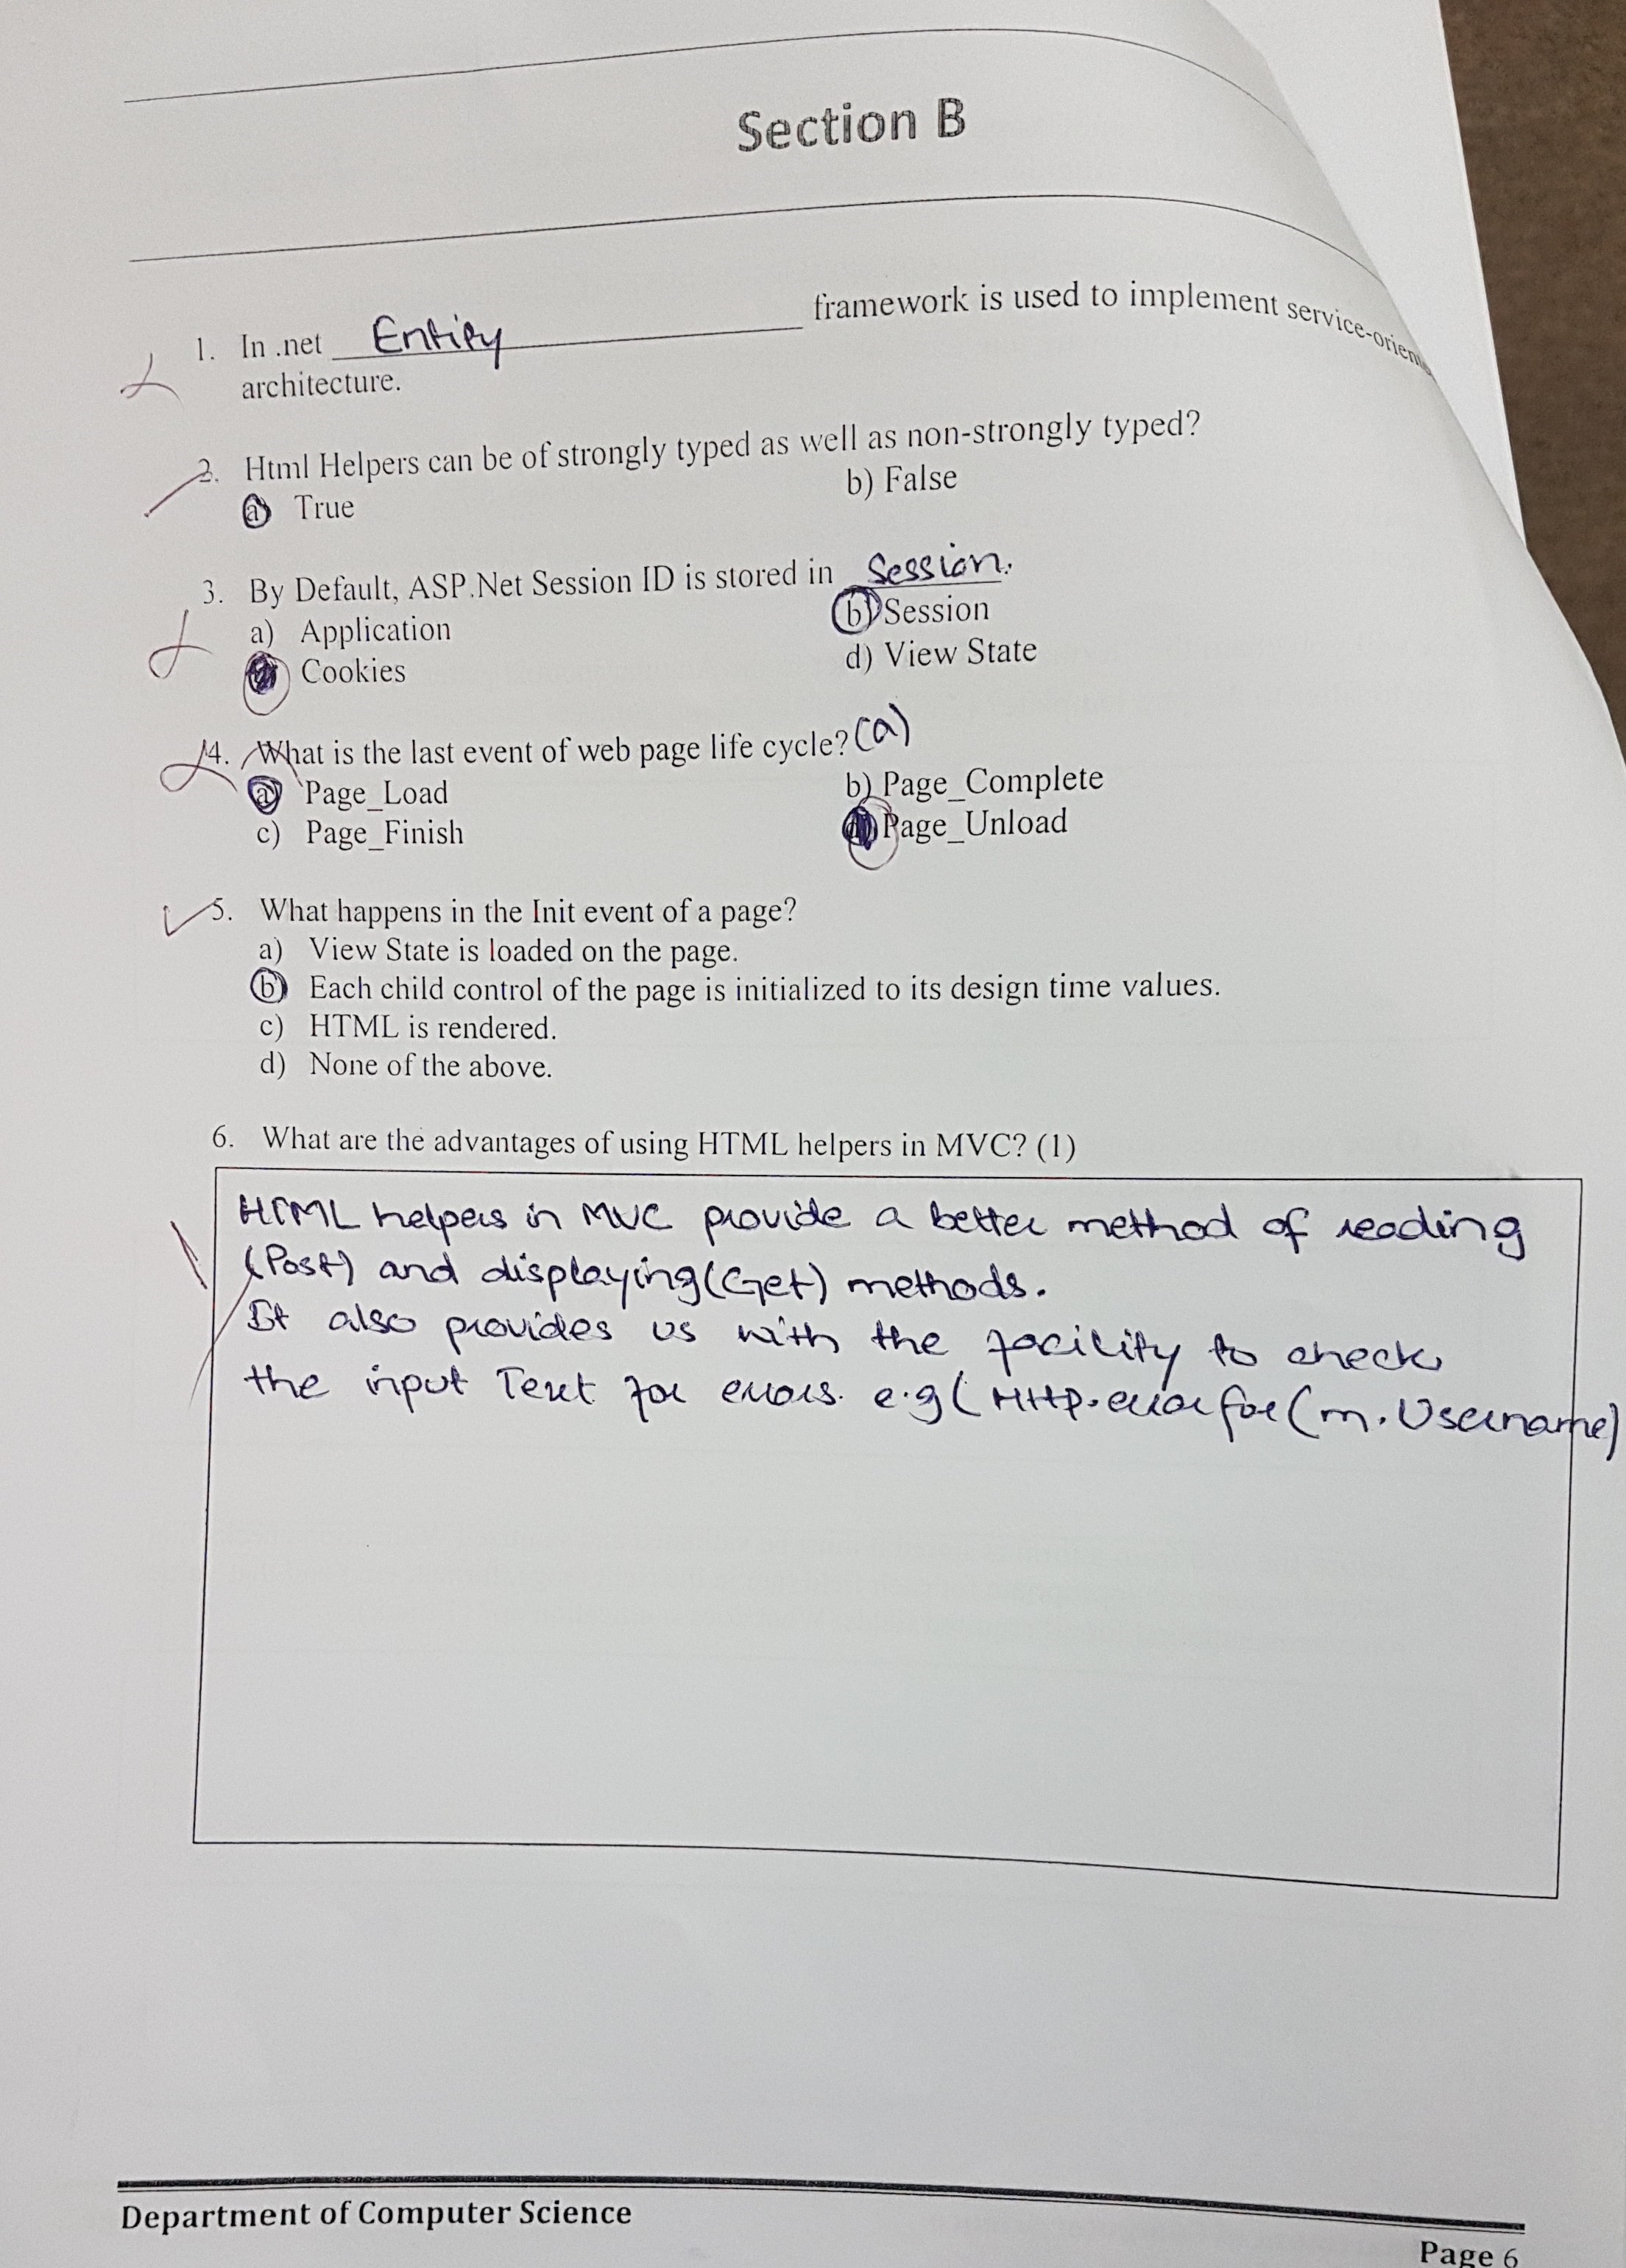 Section B
1. In .net Entity framework is used to implement service-orien
architecture.
2. Html Helpers can be of strongly typed as well as non-strongly typed?
a) True b) False
3. By Default, ASP.Net Session ID is stored in Session.
a) Application b) Session
Cookies d) View State
4. What is the last event of web page life cycle? (a)
a) Page_Load b) Page_Complete
c) Page_Finish Page_Unload
5. What happens in the Init event of a page?
a) View State is loaded on the page.
b) Each child control of the page is initialized to its design time values.
c) HTML is rendered.
d) None of the above.
6. What are the advantages of using HTML helpers in MVC? (1)
HTML helpers in MVC provide a better method of reading
(Post) and displaying (Get) methods.
It also provides us with the facility to check
the input Text for errors. e.g ( Http.errorfor(m.Username)
Department of Computer Science
Page 6